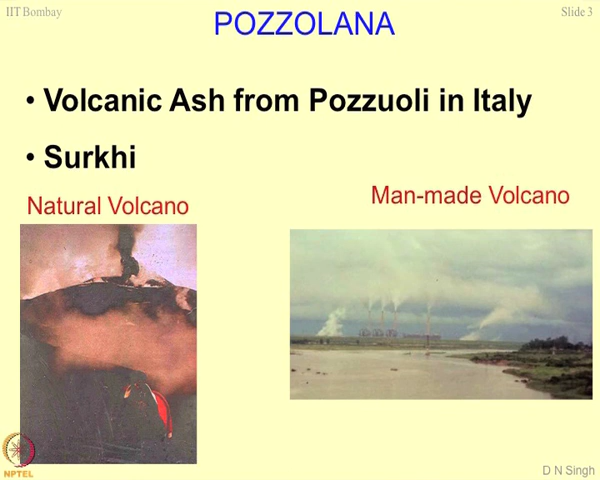 IIT Bombay
Slide 3
POZZOLANA
• Volcanic Ash from Pozzuoli in Italy
• Surkhi
Natural Volcano
Man-made Volcano
NPTEL
D N Singh